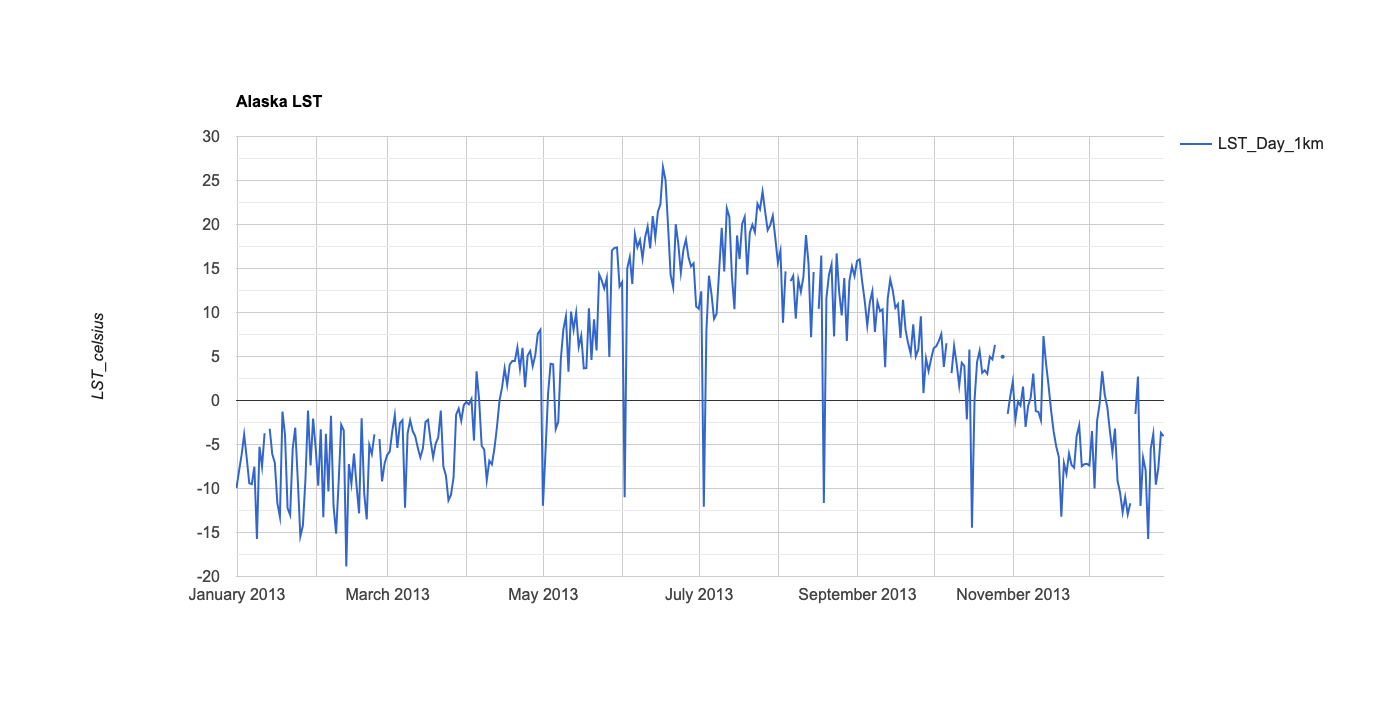 Alaska LST
LST_Day_1km
30
25
20
15
10
5
0
-5
-10
-15
-20
LST_celsius
January 2013
March 2013
May 2013
July 2013
September 2013
November 2013